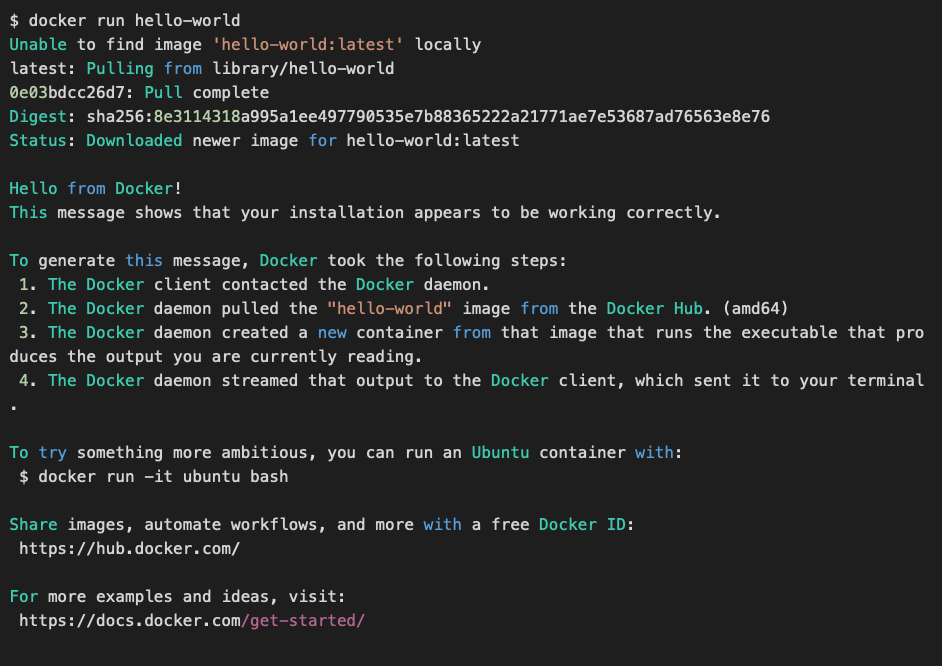 $ docker run hello-world
Unable to find image 'hello-world:latest' locally
latest: Pulling from library/hello-world
0e03bdcc26d7: Pull complete
Digest: sha256:8e3114318a995a1ee497790535e7b88365222a21771ae7e53687ad76563e8e76
Status: Downloaded newer image for hello-world:latest

Hello from Docker!
This message shows that your installation appears to be working correctly.

To generate this message, Docker took the following steps:
 1. The Docker client contacted the Docker daemon.
 2. The Docker daemon pulled the "hello-world" image from the Docker Hub. (amd64)
 3. The Docker daemon created a new container from that image that runs the executable that pro
duces the output you are currently reading.
 4. The Docker daemon streamed that output to the Docker client, which sent it to your terminal
.

To try something more ambitious, you can run an Ubuntu container with:
 $ docker run -it ubuntu bash

Share images, automate workflows, and more with a free Docker ID:
 https://hub.docker.com/

For more examples and ideas, visit:
 https://docs.docker.com/get-started/